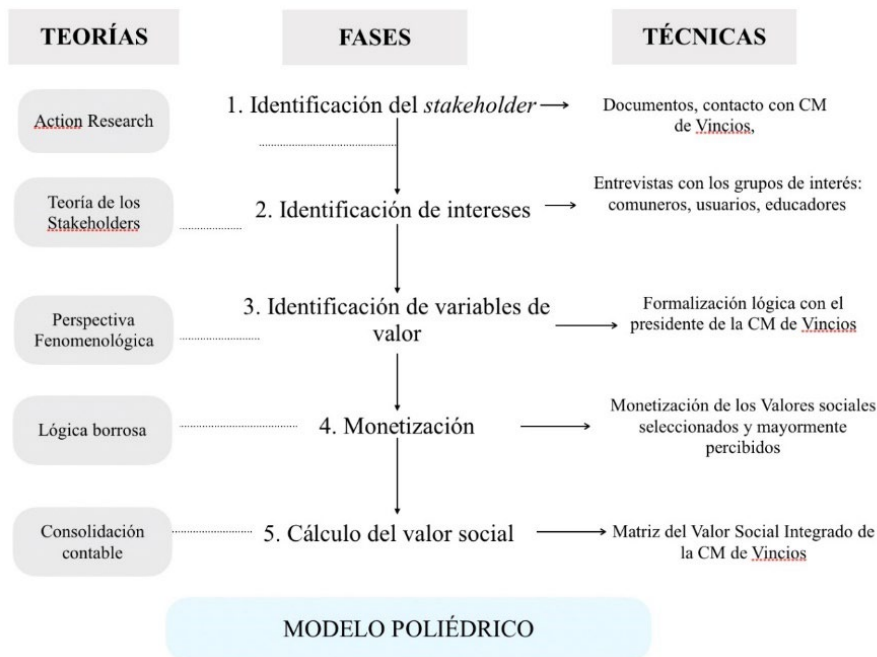 TEORÍAS
FASES
TÉCNICAS
Action Research
1. Identificación del stakeholder
Documentos, contacto con CM
de Vincios,
Teoría de los
Stakeholders
2. Identificación de intereses
Entrevistas con los grupos de interés:
comuneros, usuarios, educadores
Perspectiva
Fenomenológica
3. Identificación de variables de
valor
Formalización lógica con el
presidente de la CM de Vincios
Lógica borrosa
4. Monetización
Monetización de los Valores sociales
seleccionados y mayormente
percibidos
Consolidación
contable
5. Cálculo del valor social
Matriz del Valor Social Integrado de
la CM de Vincios
MODELO POLIÉDRICO